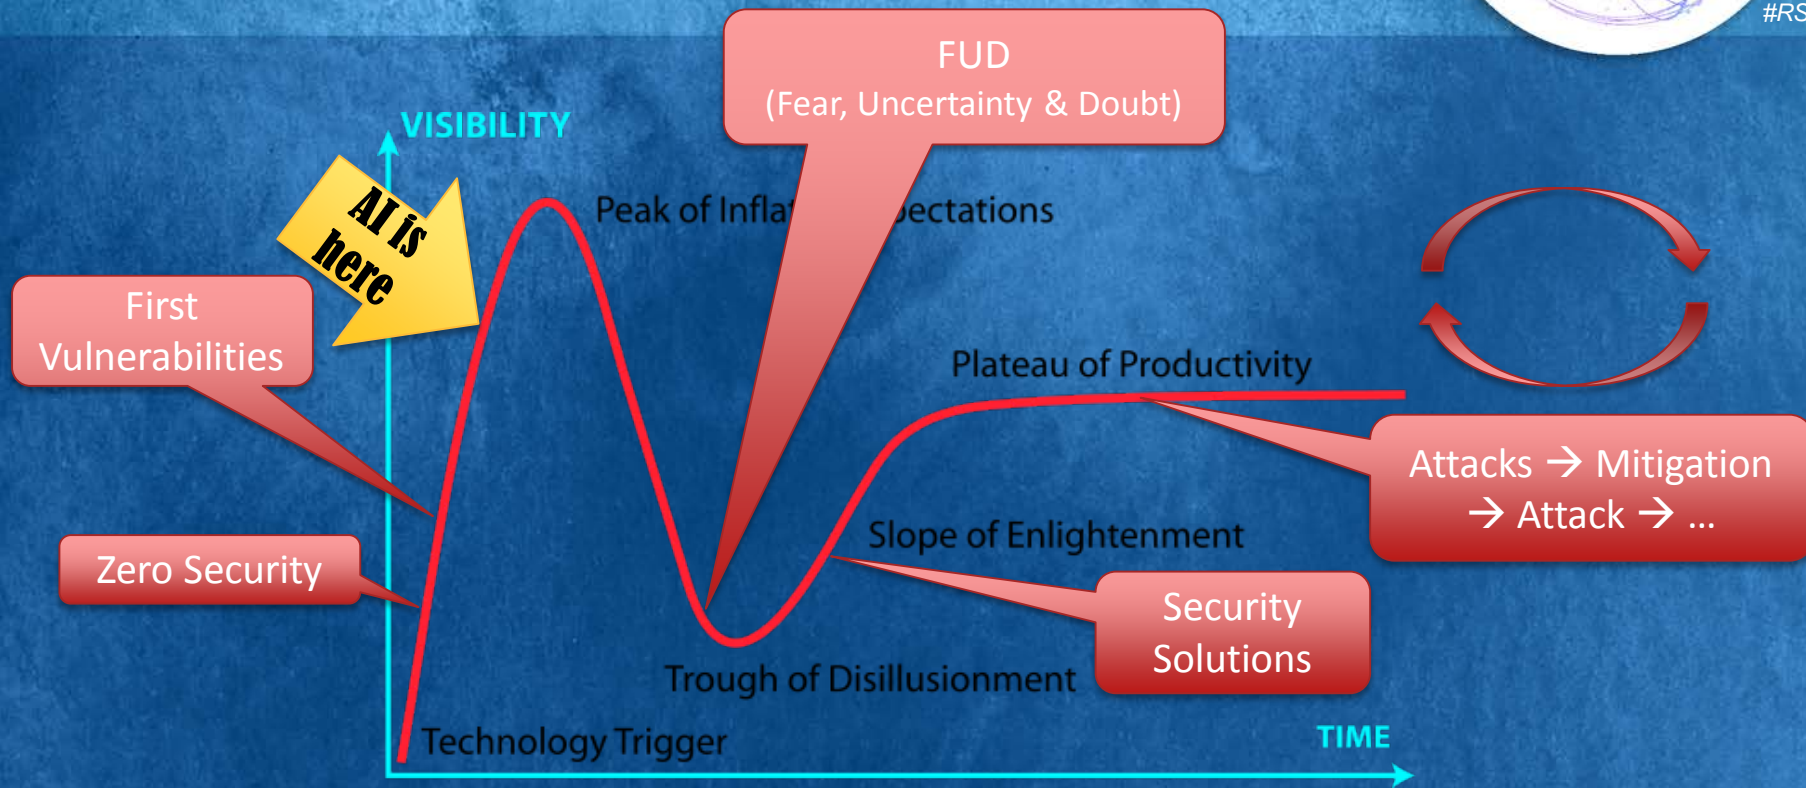 #RS
FUD
(Fear, Uncertainty & Doubt)
VISIBILITY
AI is
here
Peak of Infla pectations
First
Vulnerabilities
Plateau of Productivity
Attacks → Mitigation
→ Attack → ...
Zero Security
Slope of Enlightenment
Security
Solutions
Trough of Disillusionment
Technology Trigger
TIME